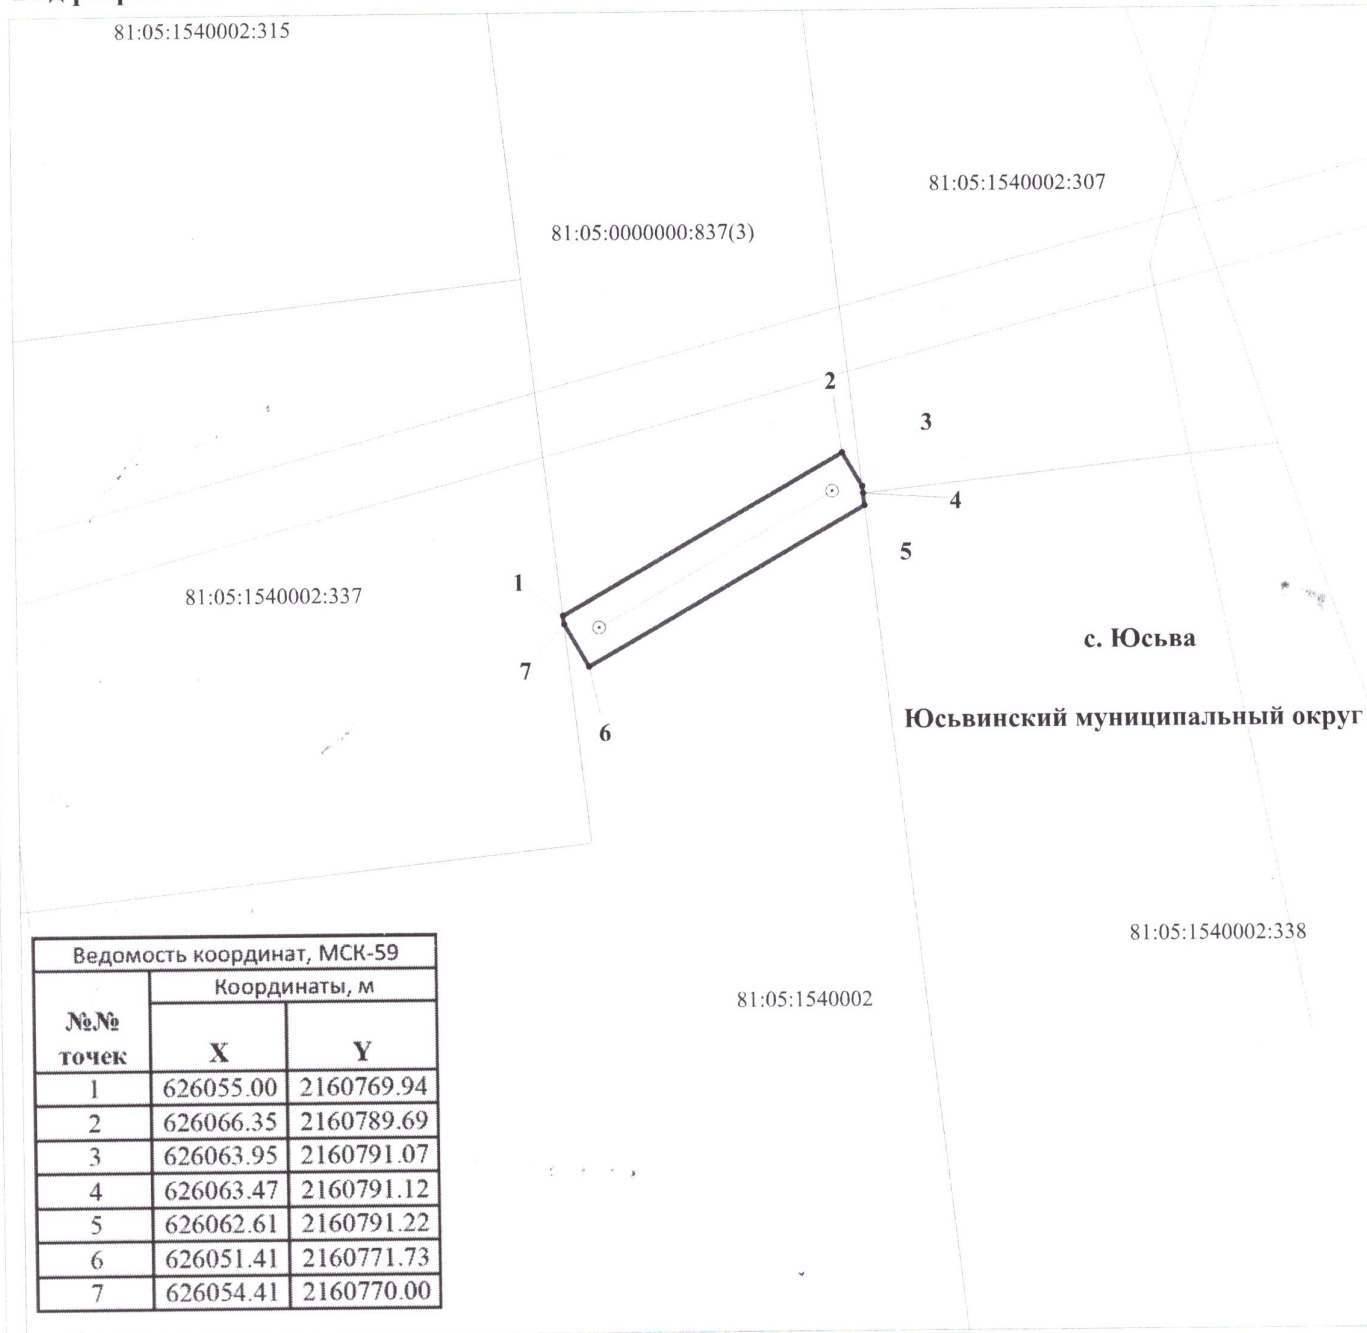 81:05:1540002:315
81:05:1540002:307
81:05:0000000:837(3)
2
3
4
5
1
81:05:1540002:337
7
6
с. Юсьва
Юсьвинский муниципальный округ
81:05:1540002:338
81:05:1540002
Ведомость координат, МСК-59
№№ точек Координаты, м
X Y
1 626055.00 2160769.94
2 626066.35 2160789.69
3 626063.95 2160791.07
4 626063.47 2160791.12
5 626062.61 2160791.22
6 626051.41 2160771.73
7 626054.41 2160770.00